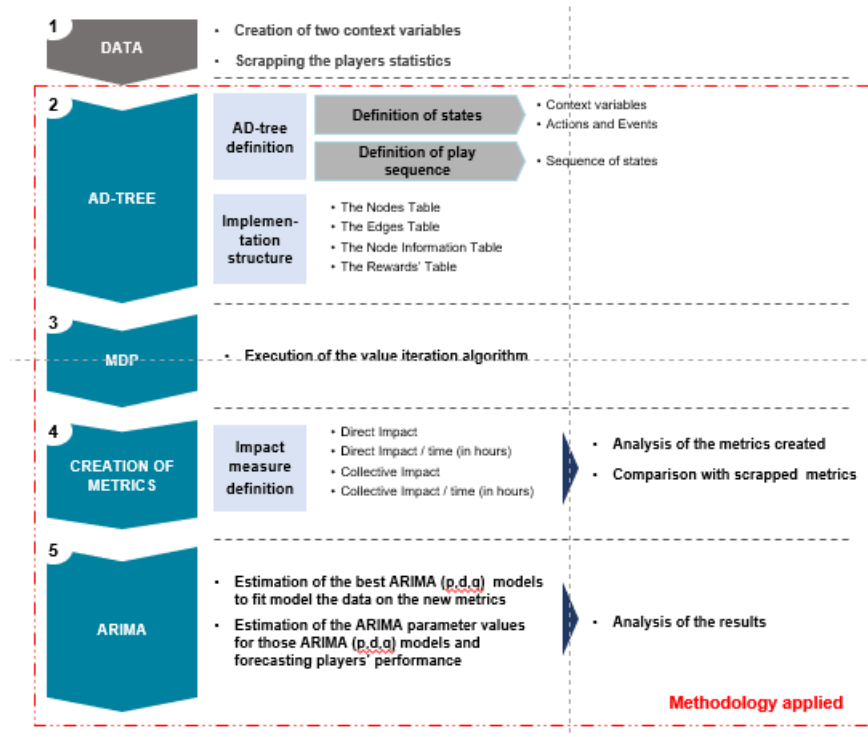 1
DATA
• Creation of two context variables
• Scrapping the players statistics
2
AD-TREE
AD-tree
definition
Definition of states
• Context variables
• Actions and Events
Definition of play
sequence
• Sequence of states
Implemen-
tation
structure
• The Nodes Table
• The Edges Table
• The Node Information Table
• The Rewards' Table
3
MDP
• Execution of the value iteration algorithm
4
CREATION OF
METRICS
Impact
measure
definition
• Direct Impact
• Direct Impact / time (in hours)
• Collective Impact
• Collective Impact / time (in hours)
• Analysis of the metrics created
• Comparison with scrapped metrics
5
ARIMA
• Estimation of the best ARIMA (p,d,q) models
to fit model the data on the new metrics
• Estimation of the ARIMA parameter values
for those ARIMA (p,d,q) models and
forecasting players' performance
• Analysis of the results
Methodology applied